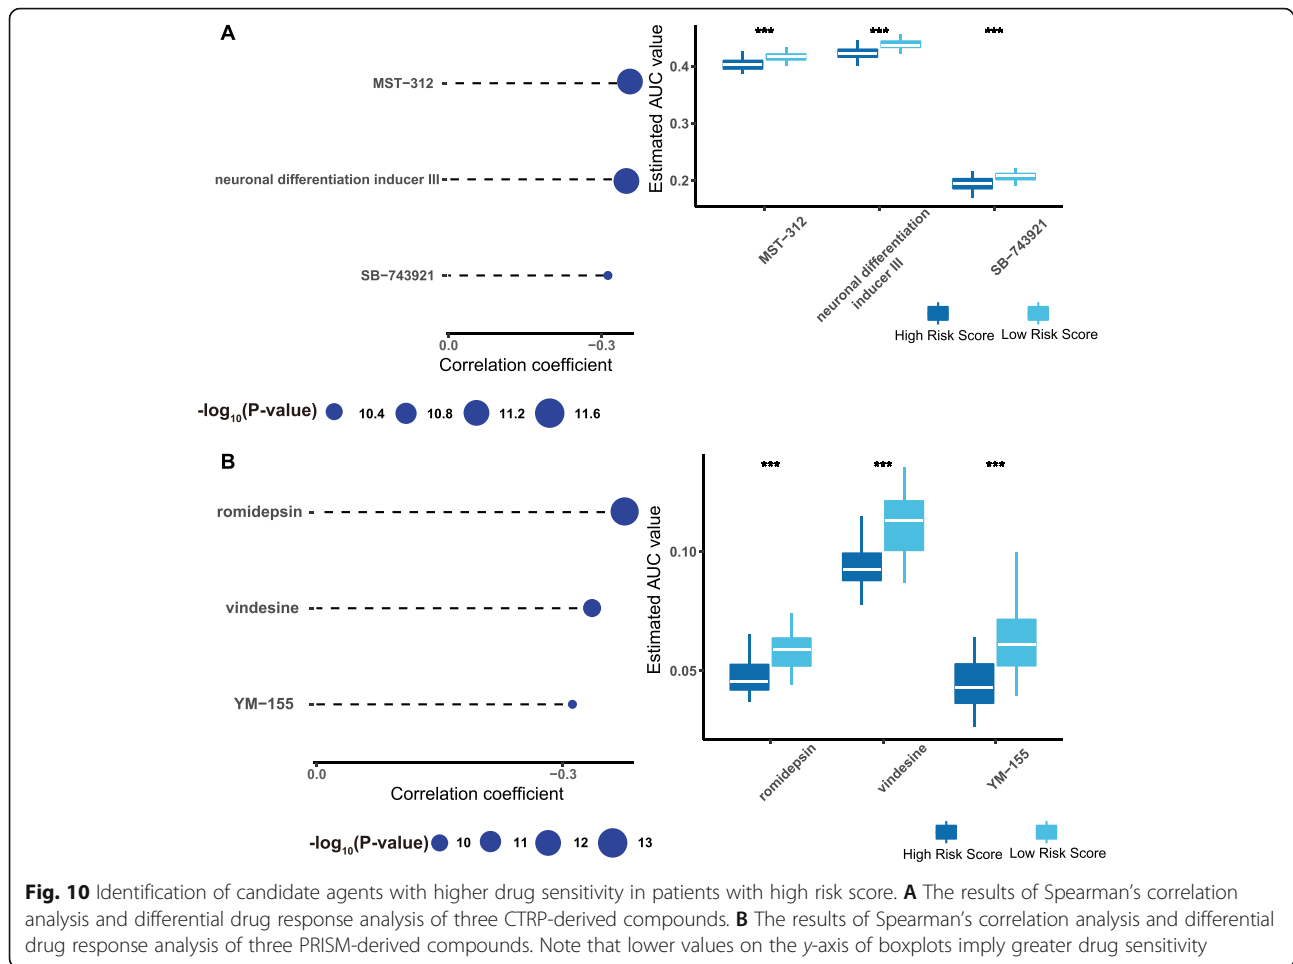 A
MST−312
neuronal differentiation inducer III
SB−743921
0.0
−0.3
Correlation coefficient
-log10(P-value)
10.4
10.8
11.2
11.6
Estimated AUC value
0.4
0.3
0.2
***
***
***
MST−312
neuronal differentiation
inducer III
SB−743921
High Risk Score
Low Risk Score
B
romidepsin
vindesine
YM−155
0.0
−0.3
Correlation coefficient
-log10(P-value)
10
11
12
13
Estimated AUC value
0.10
0.05
***
***
***
romidepsin
vindesine
YM−155
High Risk Score
Low Risk Score
Fig. 10 Identification of candidate agents with higher drug sensitivity in patients with high risk score. A The results of Spearman’s correlation
analysis and differential drug response analysis of three CTRP-derived compounds. B The results of Spearman’s correlation analysis and differential
drug response analysis of three PRISM-derived compounds. Note that lower values on the y-axis of boxplots imply greater drug sensitivity